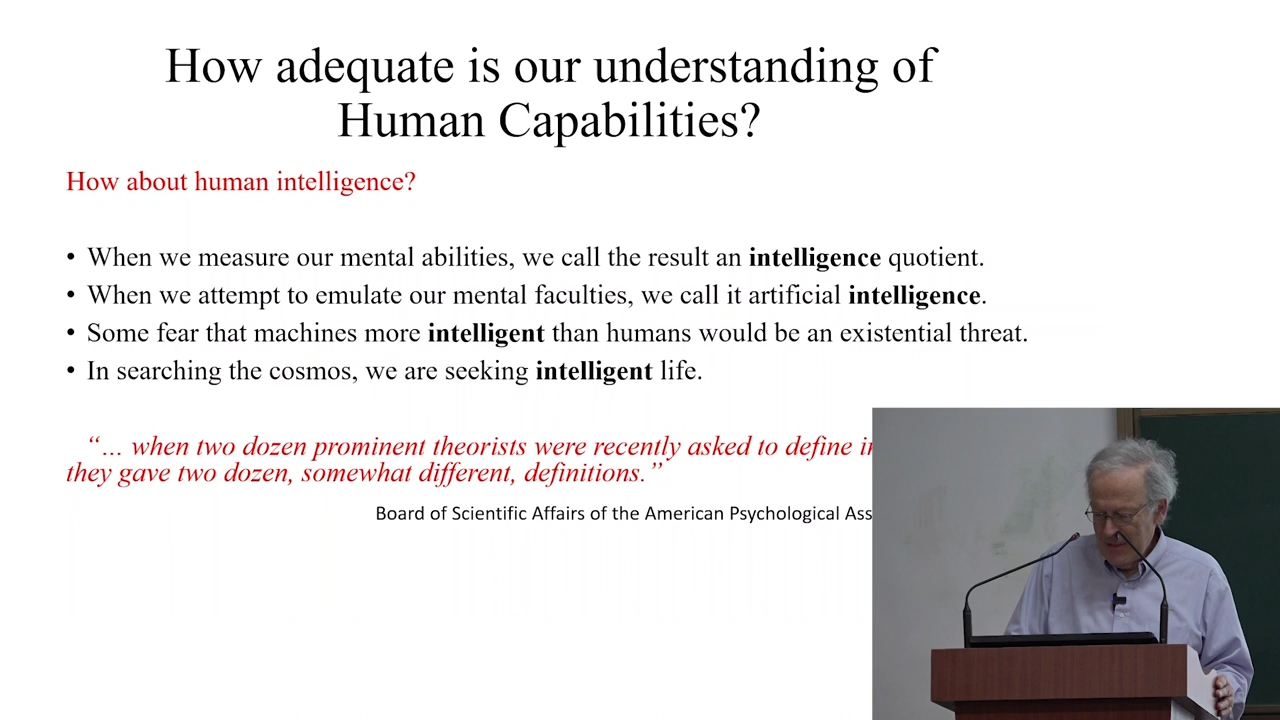 How adequate is our understanding of
Human Capabilities?
How about human intelligence?
• When we measure our mental abilities, we call the result an intelligence quotient.
• When we attempt to emulate our mental faculties, we call it artificial intelligence.
• Some fear that machines more intelligent than humans would be an existential threat.
• In searching the cosmos, we are seeking intelligent life.
“… when two dozen prominent theorists were recently asked to define
they gave two dozen, somewhat different, definitions.”
Board of Scientific Affairs of the American Psychological